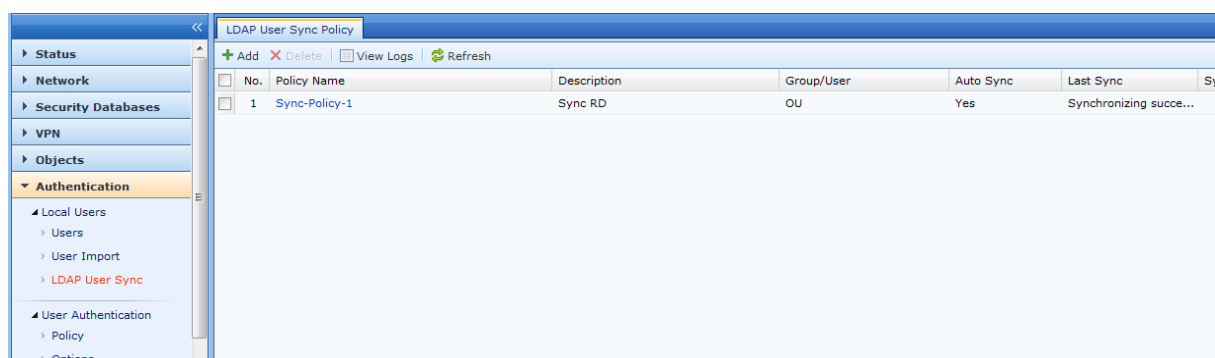 LDAP User Sync Policy
Status
Network
Security Databases
VPN
Objects
Authentication
Local Users
Users
User Import
LDAP User Sync
User Authentication
Policy
Options
Add Delete View Logs Refresh
No. Policy Name Description Group/User Auto Sync Last Sync Sy
1 Sync-Policy-1 Sync RD OU Yes Synchronizing succe...